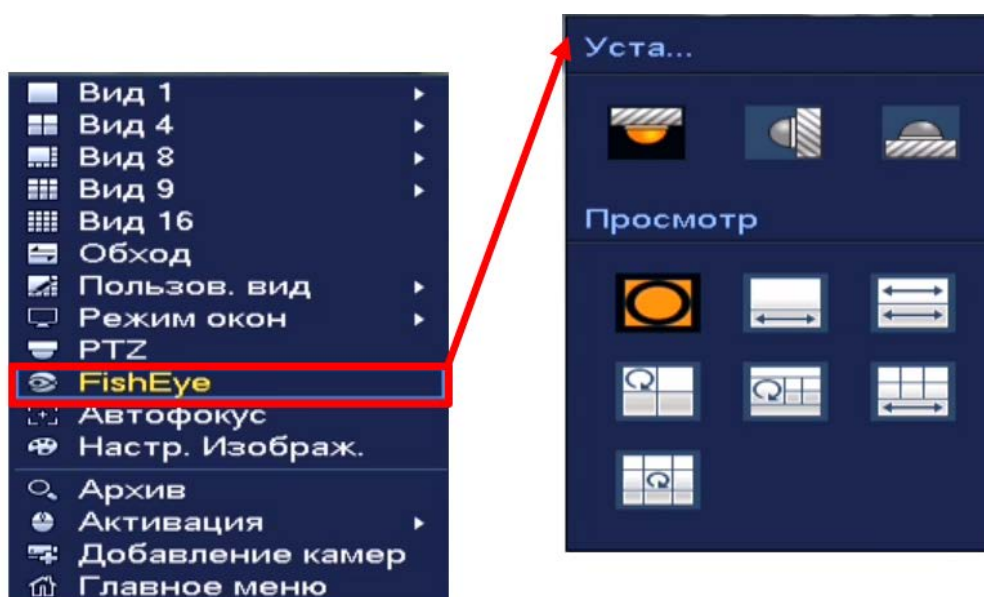 Вид 1
Вид 4
Вид 8
Вид 9
Вид 16
Обход
Пользов. вид
Режим окон
PTZ
FishEye
Автофокус
Настр. Изображ.
Архив
Активация
Добавление камер
Главное меню
Уста...
Просмотр